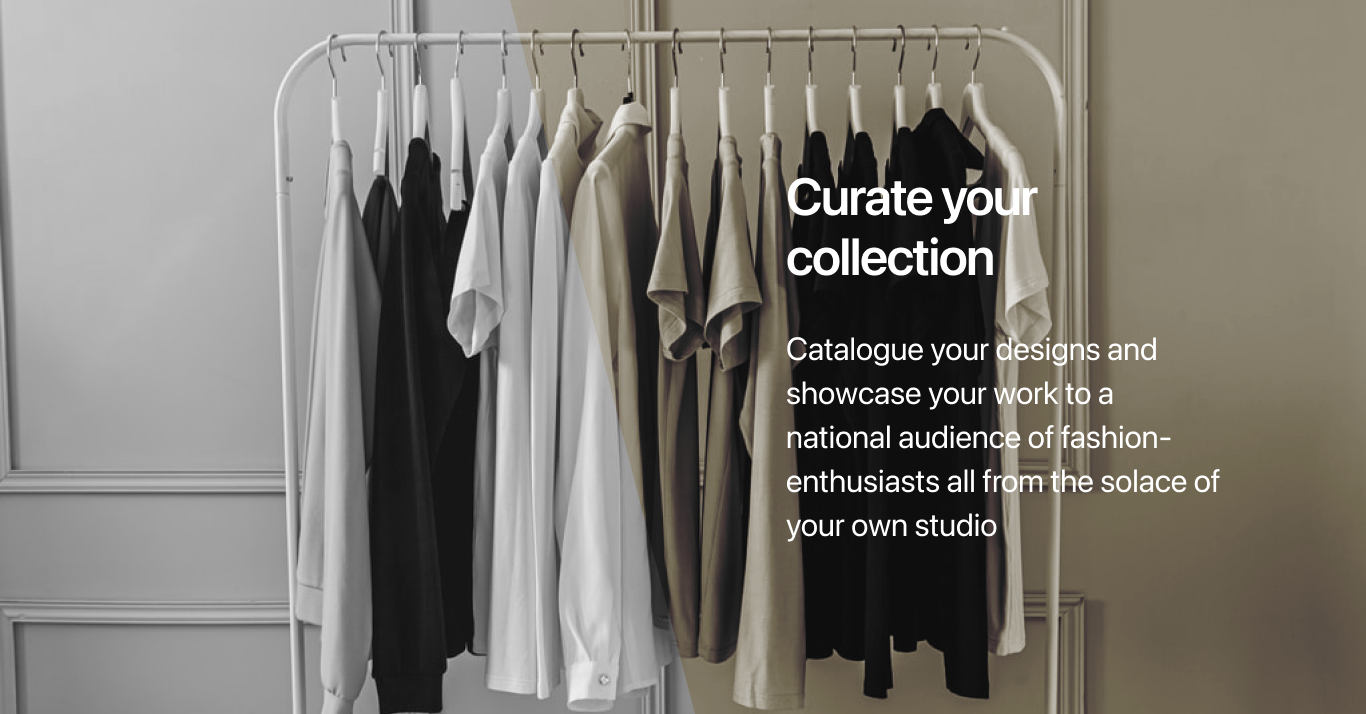 Curate your
collection
Catalogue your designs and
showcase your work to a
national audience of fashion-
enthusiasts all from the solace of
your own studio